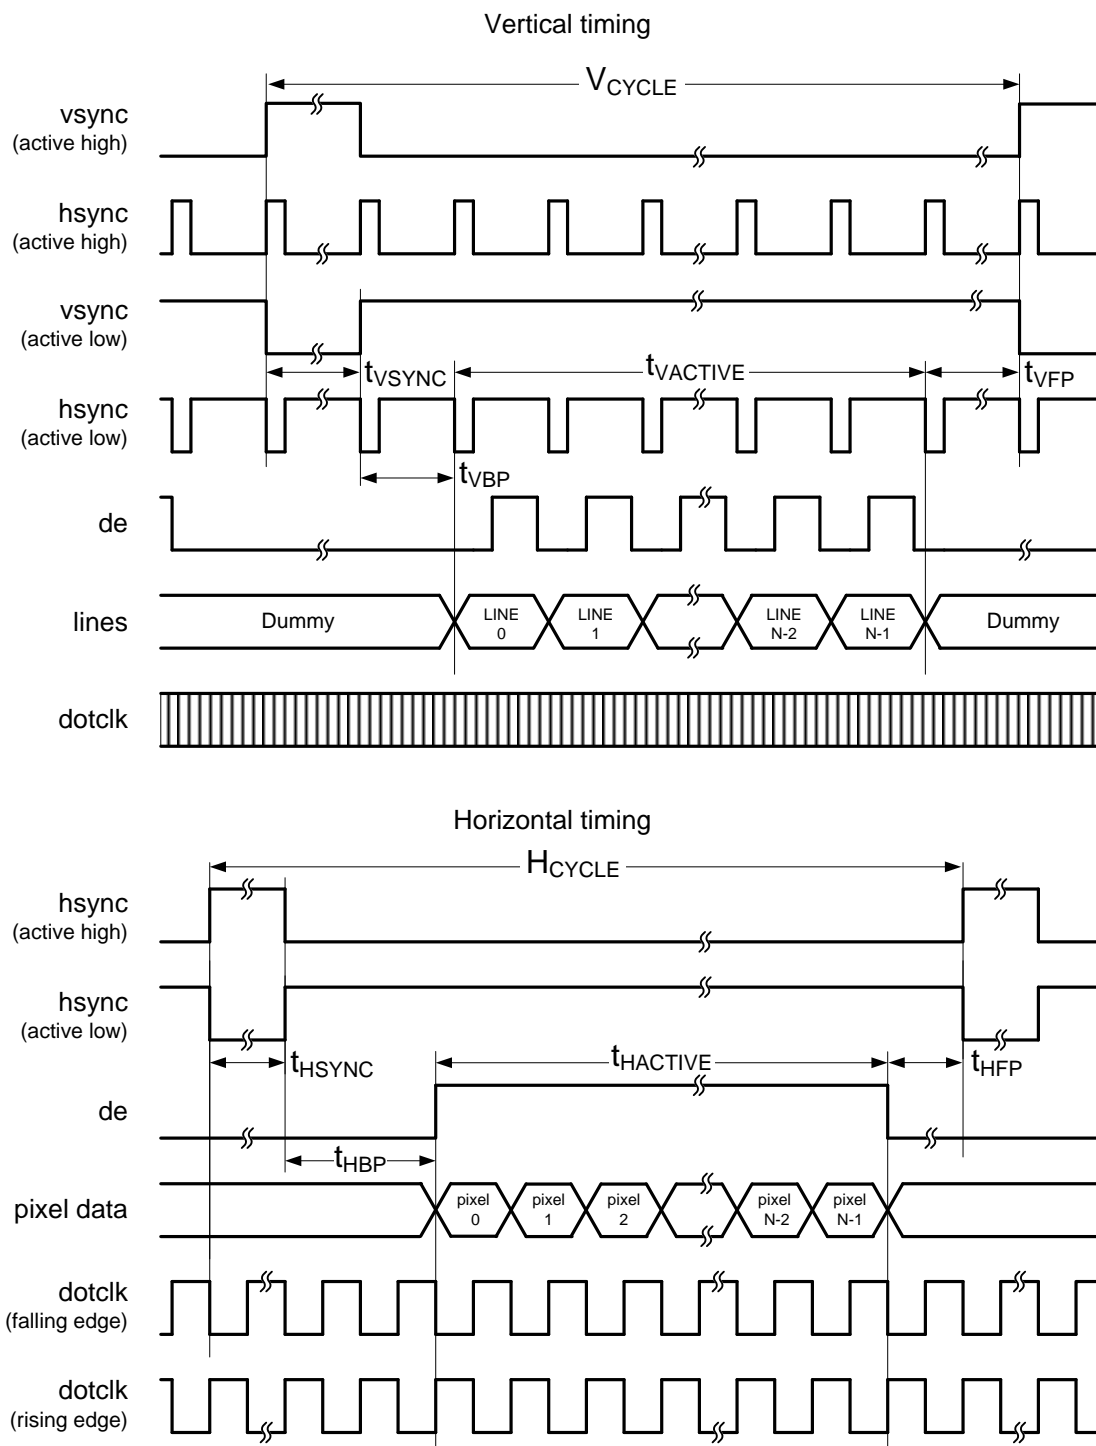 Vertical timing
VCYCLE
vsync
(active high)
hsync
(active high)
vsync
(active low)
tVSYNC
tVACTIVE
tVFP
hsync
(active low)
tVBP
de
lines
Dummy
LINE
0
LINE
1
LINE
N-2
LINE
N-1
Dummy
dotclk
Horizontal timing
HCYCLE
hsync
(active high)
hsync
(active low)
tHSYNC
tHACTIVE
tHFP
de
tHBP
pixel data
pixel
0
pixel
1
pixel
2
pixel
N-2
pixel
N-1
dotclk
(falling edge)
dotclk
(rising edge)